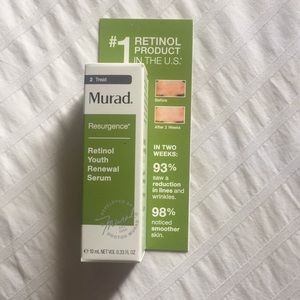 #1 RETINOL
PRODUCT
IN THE U.S.*
Before
After 2 Weeks
IN TWO
WEEKS:
93%
saw a
reduction
in lines and
wrinkles.
98%
noticed
smoother
skin.
2 Treat
Murad.
Resurgence®
Retinol
Youth
Renewal
Serum
Murad
e 10 mL NET VOL 0.33 FL OZ